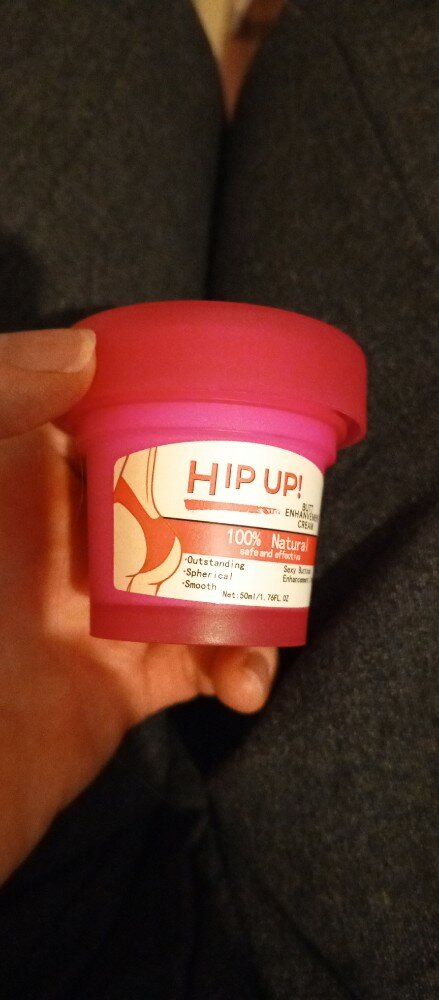 HIP UP!
BUTT
ENHANCEMENT
CREAM
100% Natural
safe and effective
·Outstanding
·Spherical
·Smooth
Sexy Buttock
Enhancement
Net:50ml/1.76FL.OZ